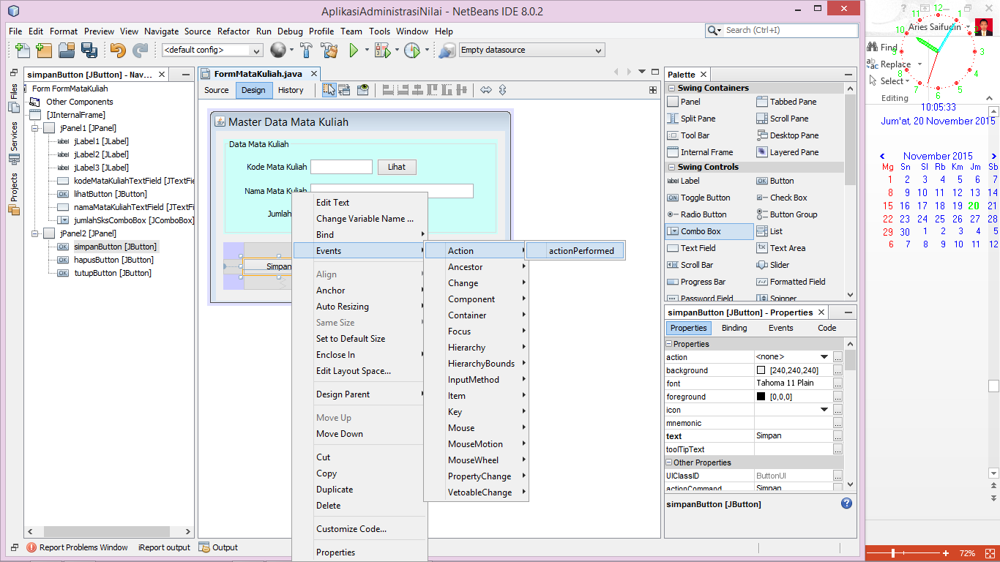 AplikasiAdministrasiNilai - NetBeans IDE 8.0.2
File Edit Format Preview View Navigate Source Refactor Run Debug Profile Team Tools Window Help
Search (Ctrl+I)
<default config>
Empty datasource
Files
Services
Projects
simpanButton [JButton] - Nav...
Form FormMataKuliah
Other Components
[JInternalFrame]
jPanel1 [JPanel]
label jLabel1 [JLabel]
label jLabel2 [JLabel]
label jLabel3 [JLabel]
kodeMataKuliahTextField [JTextFie
OK lihatButton [JButton]
namaMataKuliahTextField [JTextFi
jumlahSksComboBox [JComboBox]
jPanel2 [JPanel]
OK simpanButton [JButton]
OK hapusButton [JButton]
OK tutupButton [JButton]
FormMataKuliah.java
Source Design History
Master Data Mata Kuliah
Data Mata Kuliah
Kode Mata Kuliah
Lihat
Nama Mata Kuliah
Jumlah
Simpan
Edit Text
Change Variable Name ...
Bind
Events
Align
Anchor
Auto Resizing
Same Size
Set to Default Size
Enclose In
Edit Layout Space...
Design Parent
Move Up
Move Down
Cut
Copy
Duplicate
Delete
Customize Code...
Properties
Action
Ancestor
Change
Component
Container
Focus
Hierarchy
HierarchyBounds
InputMethod
Item
Key
Mouse
MouseMotion
MouseWheel
PropertyChange
VetoableChange
actionPerformed
Palette
Swing Containers
Panel Tabbed Pane
Split Pane Scroll Pane
Tool Bar Desktop Pane
Internal Frame Layered Pane
Swing Controls
label Label OK Button
ON Toggle Button Check Box
Radio Button Button Group
Combo Box List
Text Field Text Area
Scroll Bar Slider
Progress Bar Formatted Field
Password Field Spinner
simpanButton [JButton] - Properties
Properties Binding Events Code
Properties
action <none> ...
background [240,240,240] ...
font Tahoma 11 Plain ...
foreground [0,0,0] ...
icon ...
mnemonic ...
text Simpan ...
toolTipText ...
Other Properties
UIClassID ButtonUI ...
actionCommand Simpan ...
simpanButton [JButton]
Report Problems Window iReport output Output
Aries Saifudin
Find
Replace
Select
Editing
12
1
2
3
4
5
6
7
8
9
10
11
10:05:33
Jum'at, 20 November 2015
November 2015
Mg Sn Sl Rb Km Jm Sb
1 2 3 4 5 6 7
8 9 10 11 12 13 14
15 16 17 18 19 20 21
22 23 24 25 26 27 28
29 30 1 2 3 4 5
6 7 8 9 10 11 12
72%